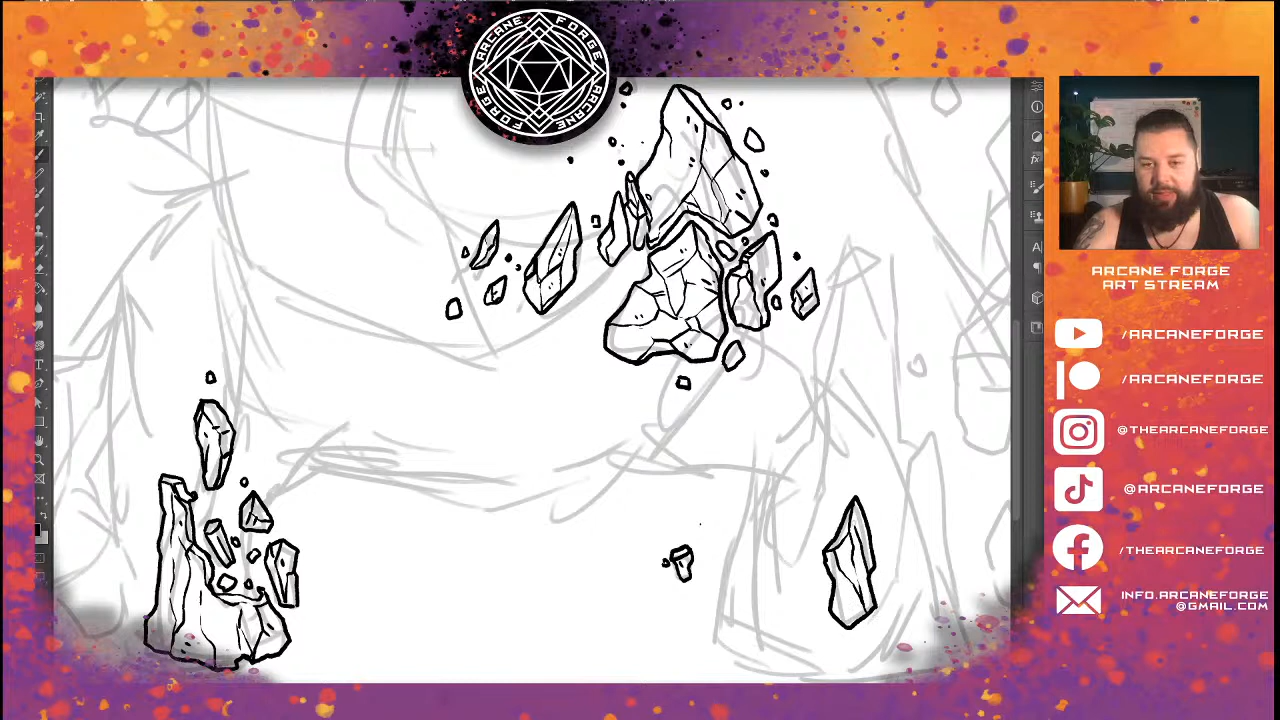 ARCANE FORGE
ARCANE FORGE
ARCANE FORGE
ART STREAM
/ARCANEFORGE
/ARCANEFORGE
@THEARCANEFORGE
@ARCANEFORGE
/THEARCANEFORGE
INFO.ARCANEFORGE
@GMAIL.COM